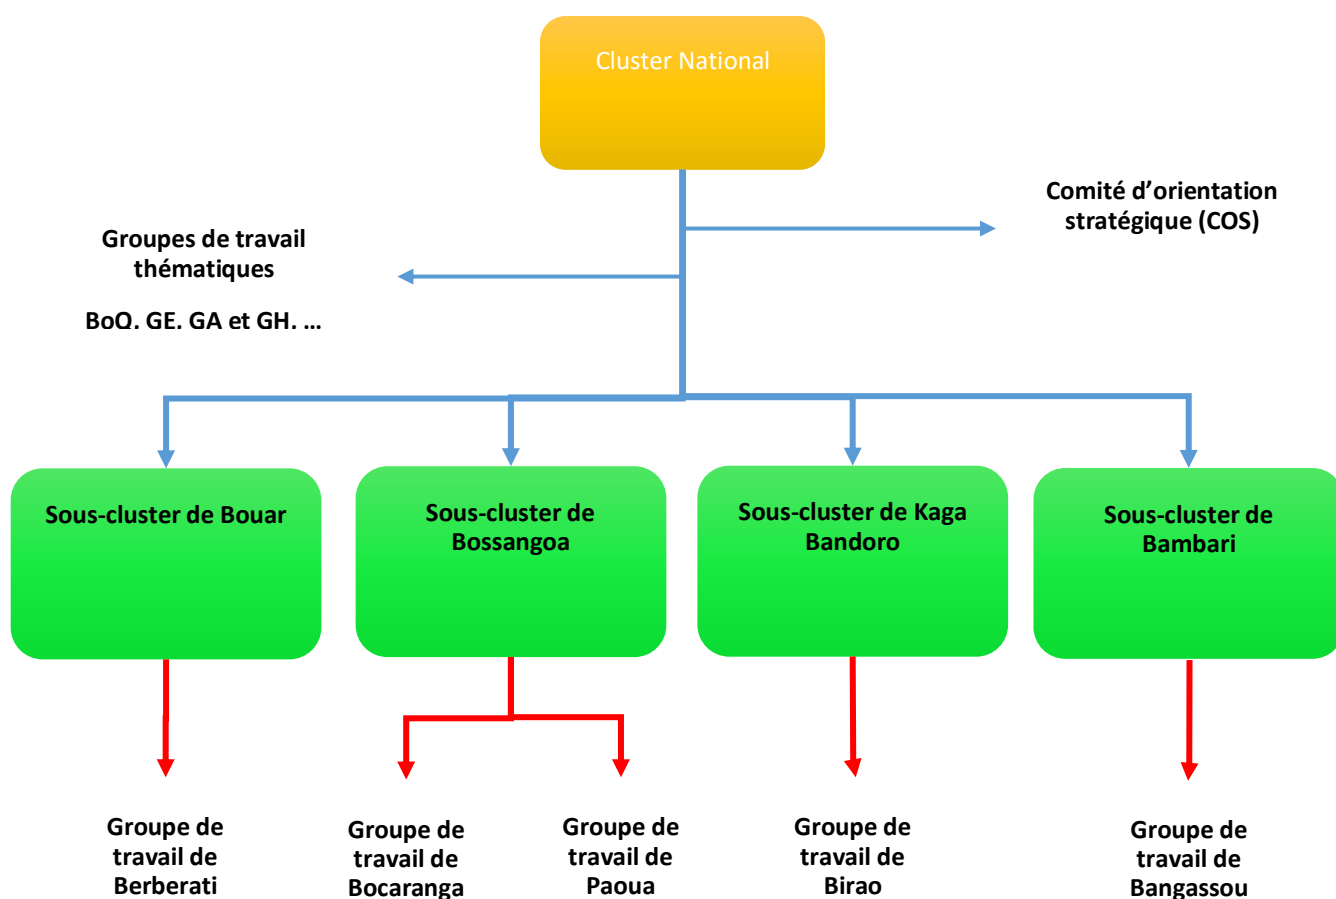 Cluster National
Comité d’orientation
stratégique (COS)
Groupes de travail
thématiques
BoQ, GE, GA et GH, …
Sous-cluster de Bouar
Sous-cluster de
Bossangoa
Sous-cluster de Kaga
Bandoro
Sous-cluster de
Bambari
Groupe de
travail de
Berberati
Groupe de
travail de
Bocaranga
Groupe de
travail de
Paoua
Groupe de
travail de
Birao
Groupe de
travail de
Bangassou